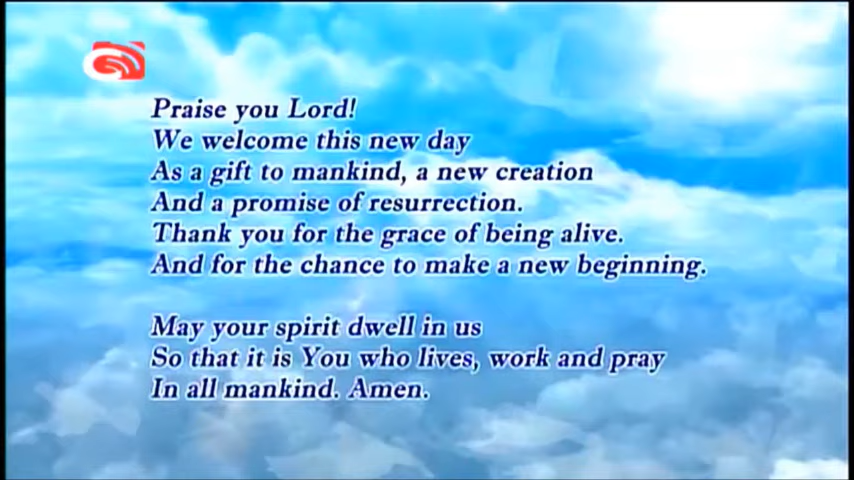 Praise you Lord!
We welcome this new day
As a gift to mankind, a new creation
And a promise of resurrection.
Thank you for the grace of being alive.
And for the chance to make a new beginning.
May your spirit dwell in us
So that it is You who lives, work and pray
In all mankind. Amen.